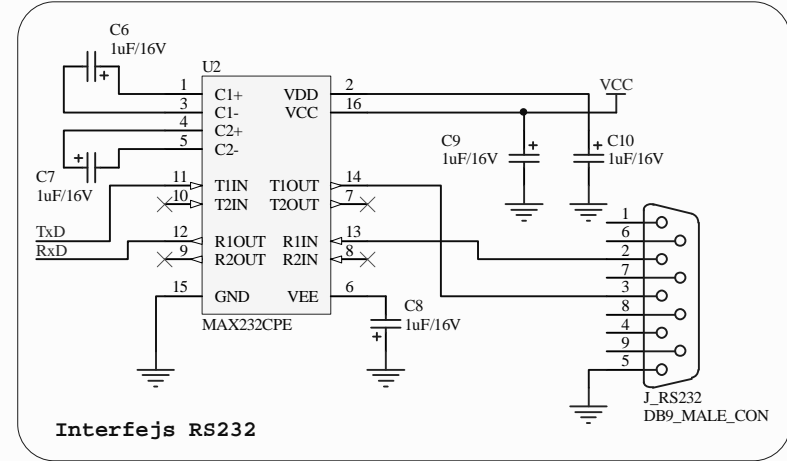 C6
1uF/16V
U2
1 C1+ VDD 2
3 C1- VCC 16
4 C2+
5 C2-
VCC
C9
1uF/16V
C10
1uF/16V
C7
1uF/16V
11 T1IN T1OUT 14
10 T2IN T2OUT 7
TxD
RxD
12 R1OUT R1IN 13
9 R2OUT R2IN 8
15 GND VEE 6
MAX232CPE
C8
1uF/16V
1
6
2
7
3
8
4
9
5
J_RS232
DB9_MALE_CON
Interfejs RS232